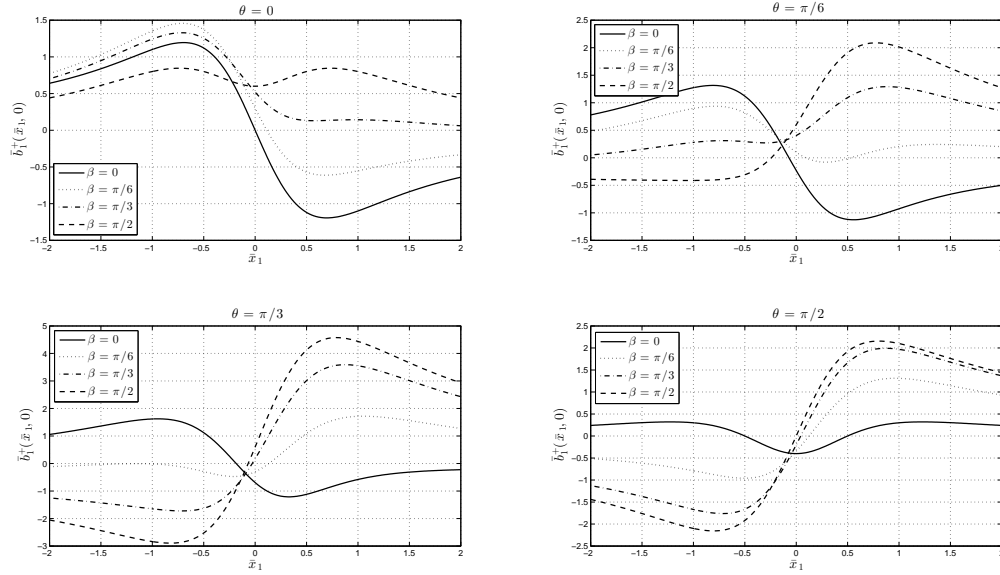 θ = 0
1.5
1
0.5
0
−0.5
−1
−1.5
b̄₁⁺(x̄₁, 0)
β = 0
β = π/6
β = π/3
β = π/2
−2 −1.5 −1 −0.5 0 0.5 1 1.5 2
x̄₁
θ = π/6
2.5
2
1.5
1
0.5
0
−0.5
−1
−1.5
b̄₁⁺(x̄₁, 0)
β = 0
β = π/6
β = π/3
β = π/2
−2 −1.5 −1 −0.5 0 0.5 1 1.5 2
x̄₁
θ = π/3
5
4
3
2
1
0
−1
−2
−3
b̄₁⁺(x̄₁, 0)
β = 0
β = π/6
β = π/3
β = π/2
−2 −1.5 −1 −0.5 0 0.5 1 1.5 2
x̄₁
θ = π/2
2.5
2
1.5
1
0.5
0
−0.5
−1
−1.5
−2
−2.5
b̄₁⁺(x̄₁, 0)
β = 0
β = π/6
β = π/3
β = π/2
−2 −1.5 −1 −0.5 0 0.5 1 1.5 2
x̄₁